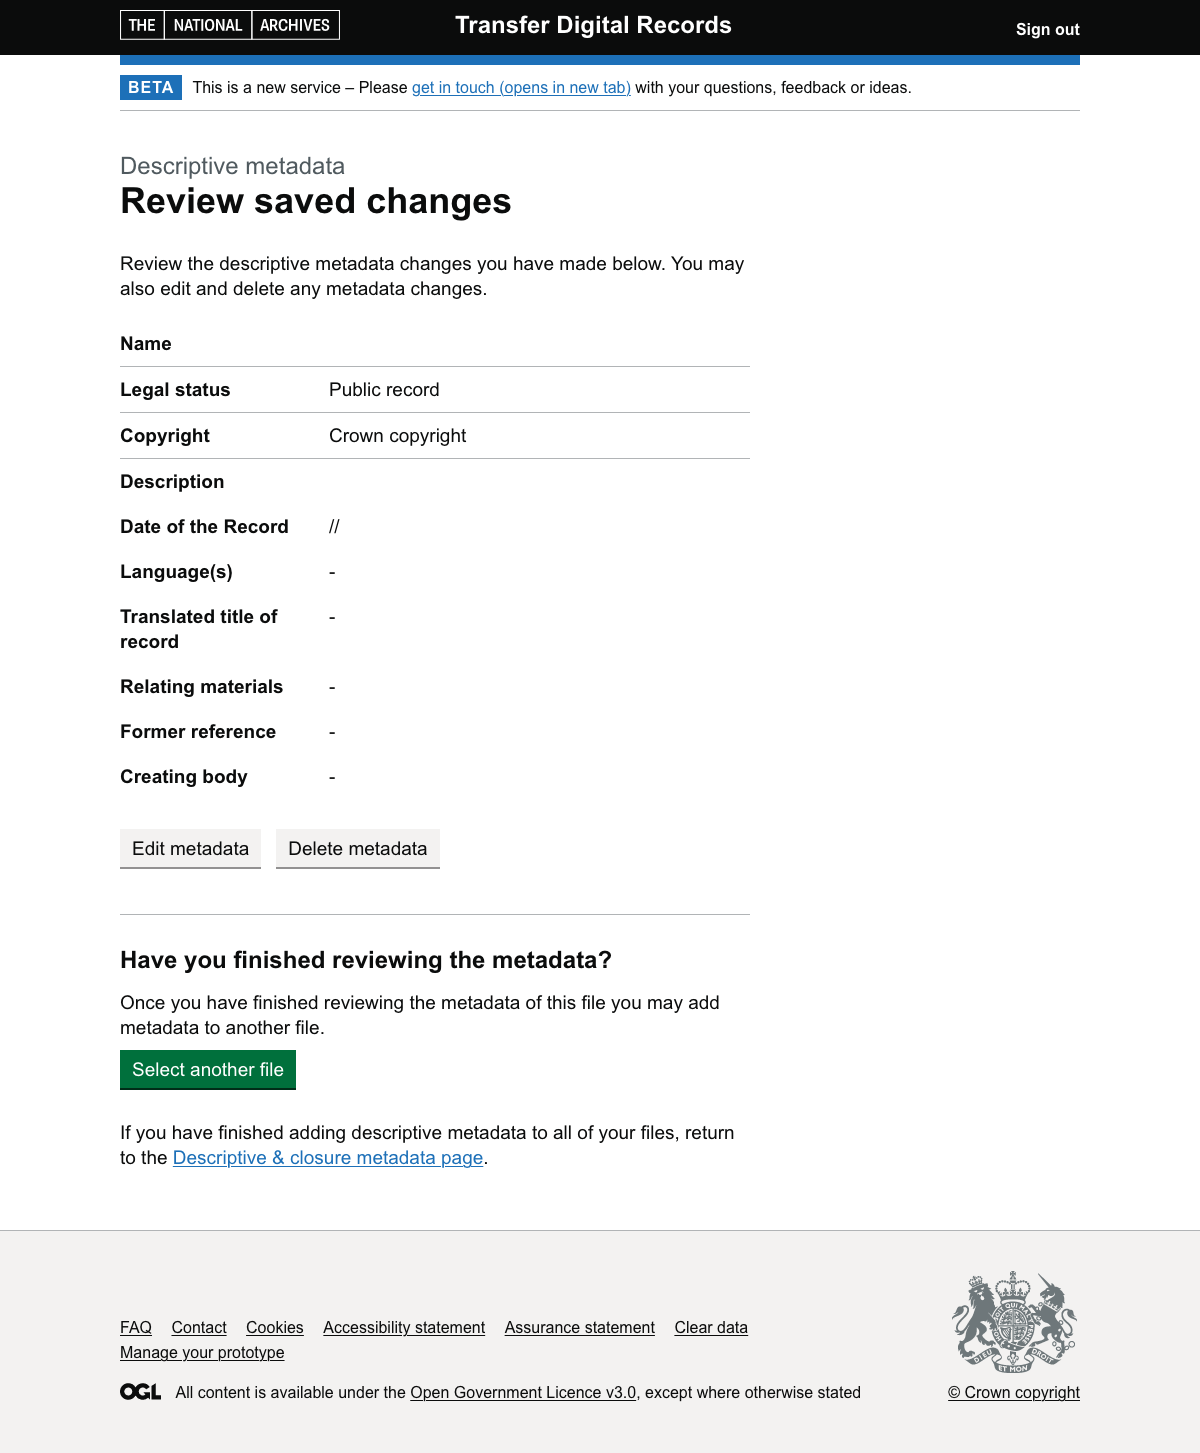 THE NATIONAL ARCHIVES
Transfer Digital Records
Sign out
BETA This is a new service – Please get in touch (opens in new tab) with your questions, feedback or ideas.
Descriptive metadata
Review saved changes
Review the descriptive metadata changes you have made below. You may
also edit and delete any metadata changes.
Name
Legal status Public record
Copyright Crown copyright
Description
Date of the Record //
Language(s) -
Translated title of -
record
Relating materials -
Former reference -
Creating body -
Edit metadata Delete metadata
Have you finished reviewing the metadata?
Once you have finished reviewing the metadata of this file you may add
metadata to another file.
Select another file
If you have finished adding descriptive metadata to all of your files, return
to the Descriptive & closure metadata page.
FAQ Contact Cookies Accessibility statement Assurance statement Clear data
Manage your prototype
OGL All content is available under the Open Government Licence v3.0, except where otherwise stated
DIEU ET MON DROIT
© Crown copyright